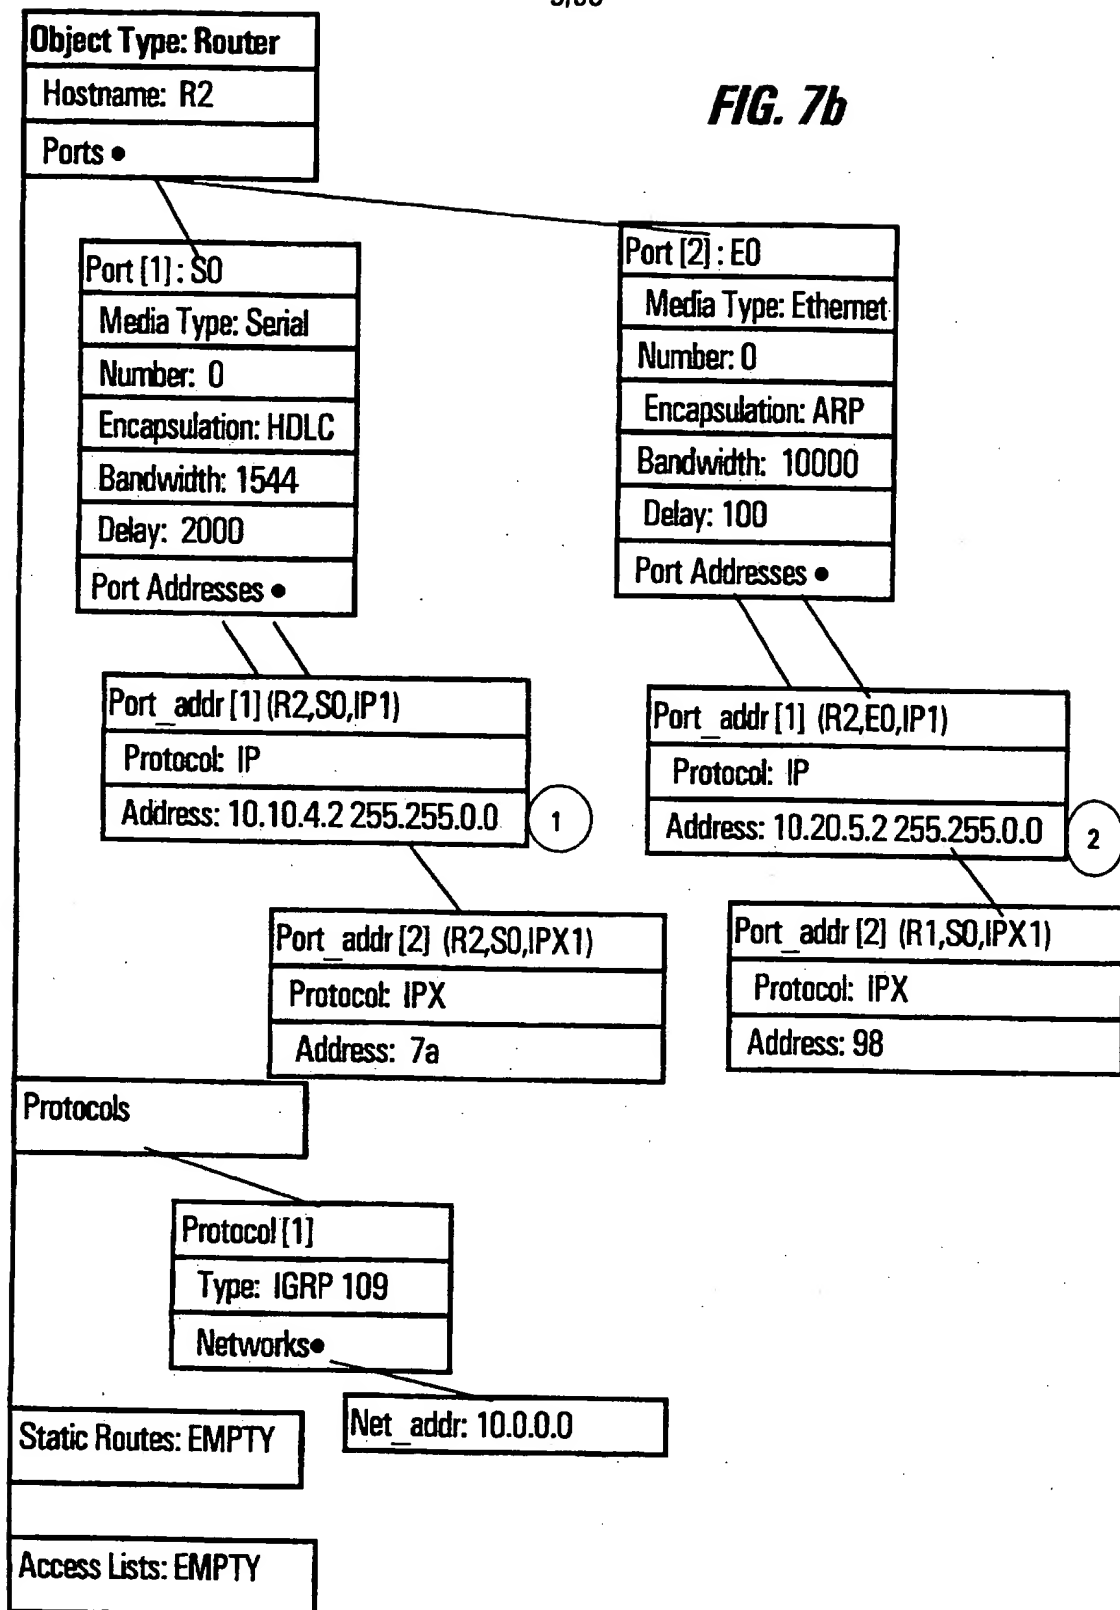 Object Type: Router
Hostname: R2
Ports •
FIG. 7b
Port [1] : S0
Media Type: Serial
Number: 0
Encapsulation: HDLC
Bandwidth: 1544
Delay: 2000
Port Addresses •
Port [2] : E0
Media Type: Ethernet
Number: 0
Encapsulation: ARP
Bandwidth: 10000
Delay: 100
Port Addresses •
Port_addr [1] (R2,S0,IP1)
Protocol: IP
Address: 10.10.4.2 255.255.0.0
1
Port_addr [1] (R2,E0,IP1)
Protocol: IP
Address: 10.20.5.2 255.255.0.0
2
Port_addr [2] (R2,S0,IPX1)
Protocol: IPX
Address: 7a
Port_addr [2] (R1,S0,IPX1)
Protocol: IPX
Address: 98
Protocols
Protocol [1]
Type: IGRP 109
Networks•
Net_addr: 10.0.0.0
Static Routes: EMPTY
Access Lists: EMPTY